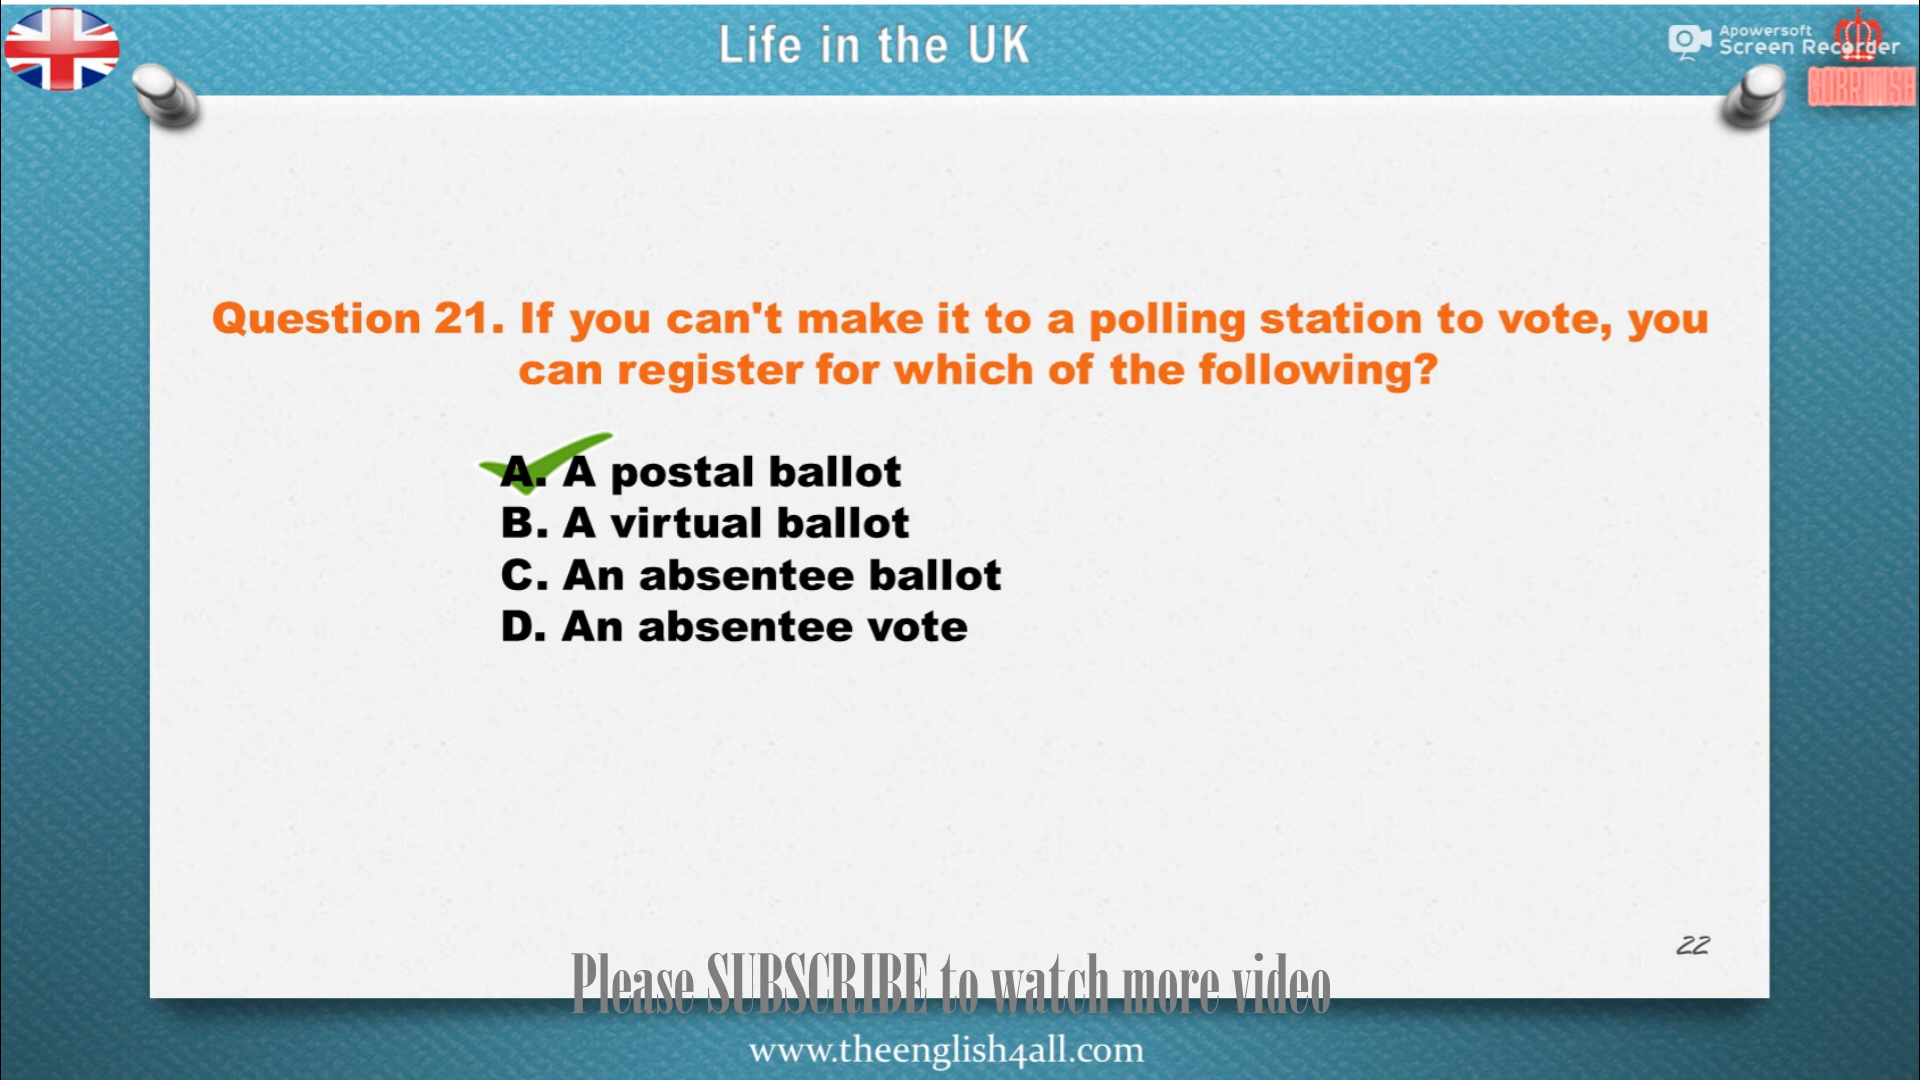 Life in the UK
Apowersoft
Screen Recorder
GOBRITISH
Question 21. If you can't make it to a polling station to vote, you
can register for which of the following?
A. A postal ballot
B. A virtual ballot
C. An absentee ballot
D. An absentee vote
22
Please SUBSCRIBE to watch more video
www.theenglish4all.com